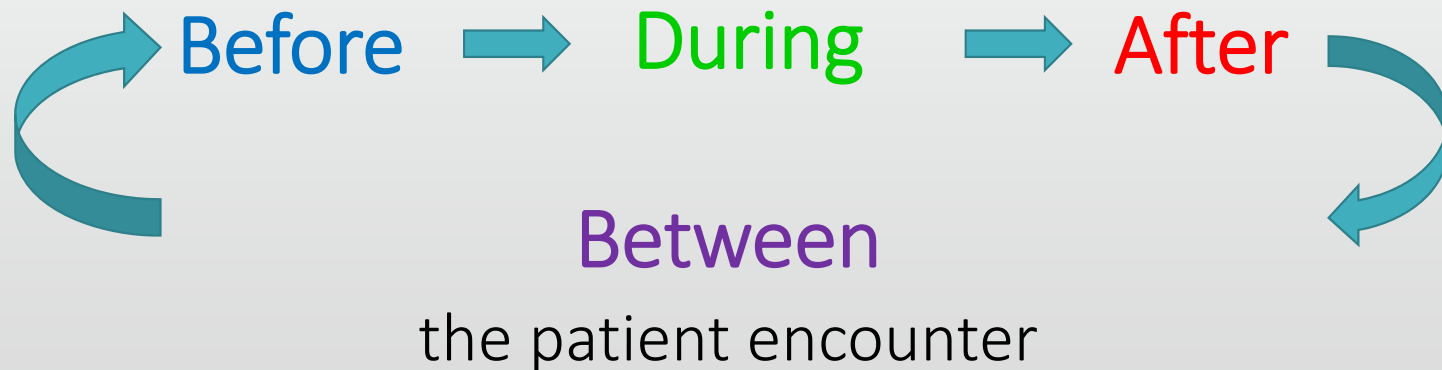 Before During After
Between
the patient encounter